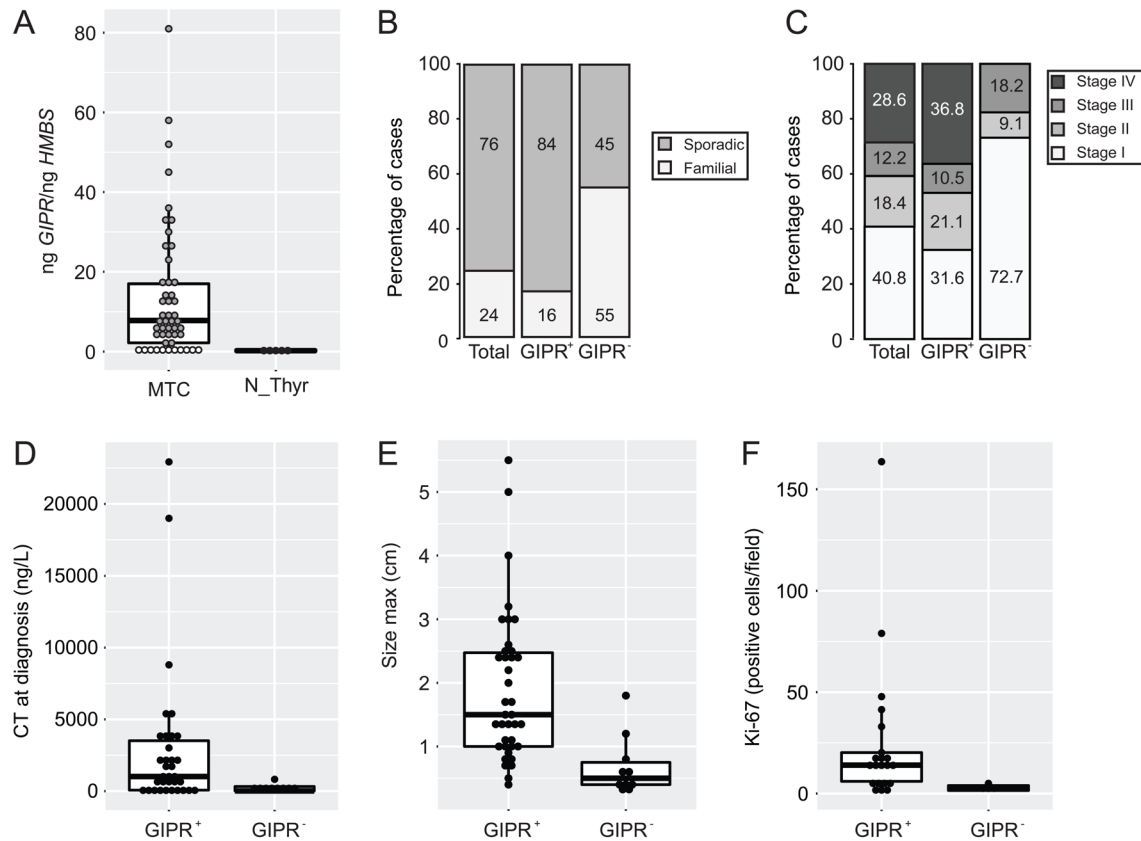 A
ng GIPR/ng HMBS
80
60
40
20
0
MTC N_Thyr
B
Percentage of cases
100
80
60
40
20
0
76 84 45
24 16 55
Total GIPR⁺ GIPR⁻
Sporadic
Familial
C
Percentage of cases
100
80
60
40
20
0
28.6 36.8 18.2
12.2 10.5 9.1
18.4 21.1
40.8 31.6 72.7
Total GIPR⁺ GIPR⁻
Stage IV
Stage III
Stage II
Stage I
D
CT at diagnosis (ng/L)
20000
15000
10000
5000
0
GIPR⁺ GIPR⁻
E
Size max (cm)
5
4
3
2
1
GIPR⁺ GIPR⁻
F
Ki-67 (positive cells/field)
150
100
50
0
GIPR⁺ GIPR⁻